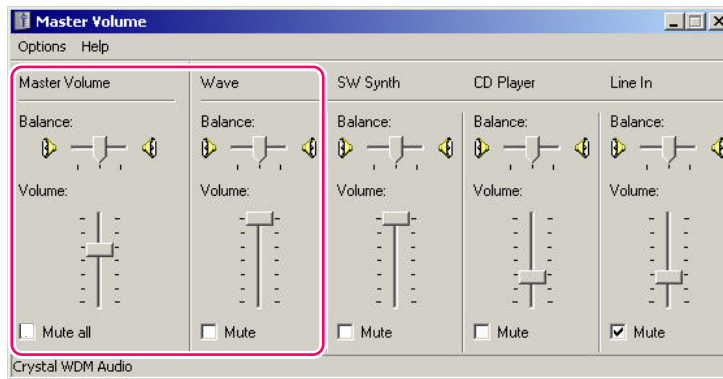 Master Volume
Options Help
Master Volume Wave SW Synth CD Player Line In
Balance: Balance: Balance: Balance: Balance:
Volume: Volume: Volume: Volume: Volume:
Mute all Mute Mute Mute Mute
Crystal WDM Audio